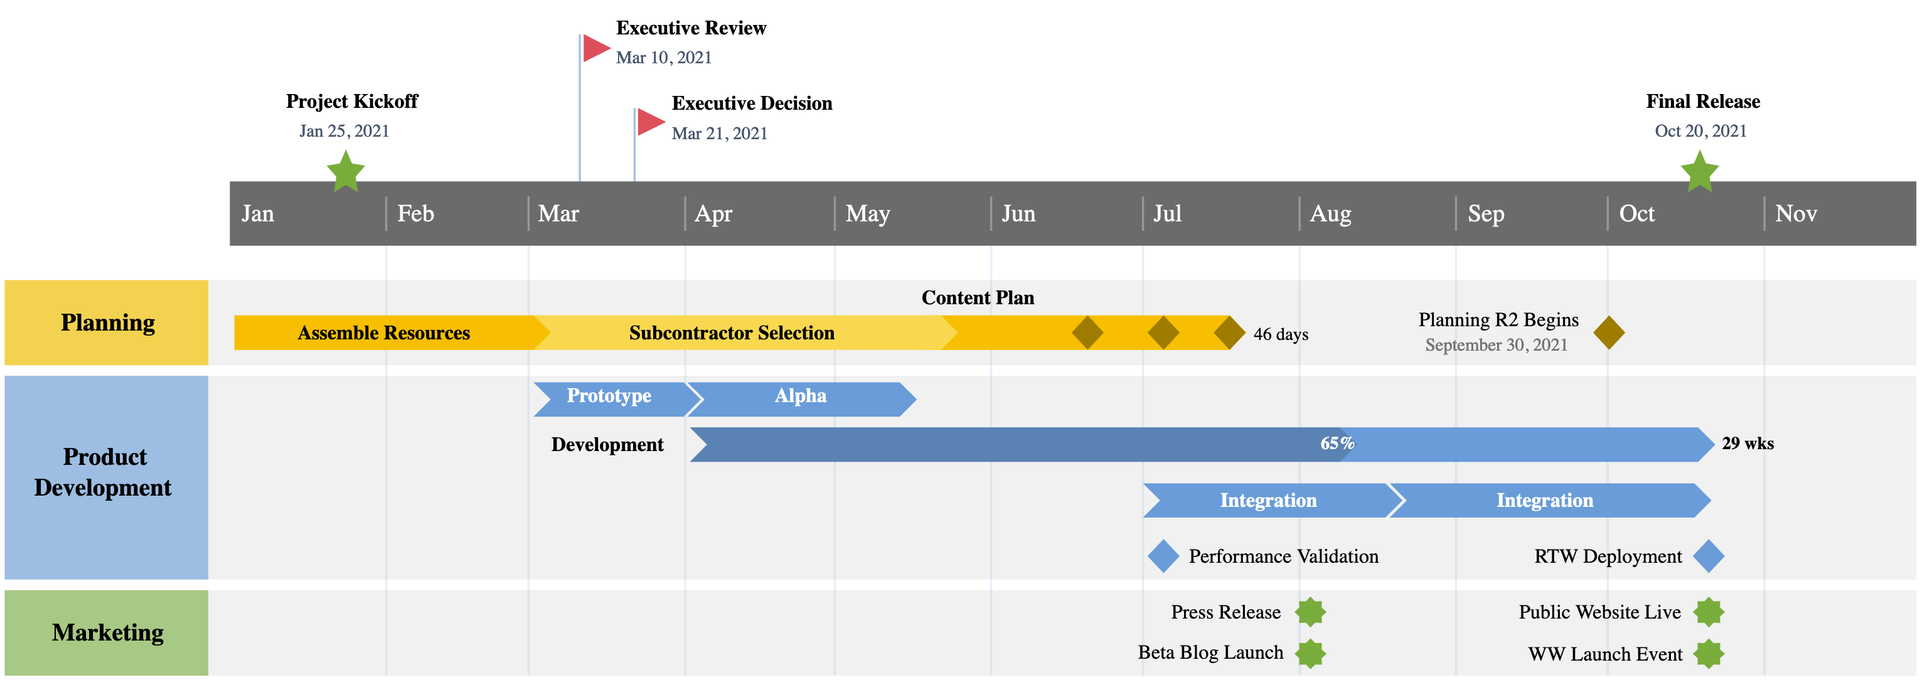 Executive Review
Mar 10, 2021
Project Kickoff
Jan 25, 2021
Executive Decision
Mar 21, 2021
Final Release
Oct 20, 2021
Jan Feb Mar Apr May Jun Jul Aug Sep Oct Nov
Planning
Content Plan
Assemble Resources Subcontractor Selection 46 days
Planning R2 Begins
September 30, 2021
Product
Development
Prototype Alpha
Development 65% 29 wks
Integration Integration
Performance Validation RTW Deployment
Marketing
Press Release Public Website Live
Beta Blog Launch WW Launch Event